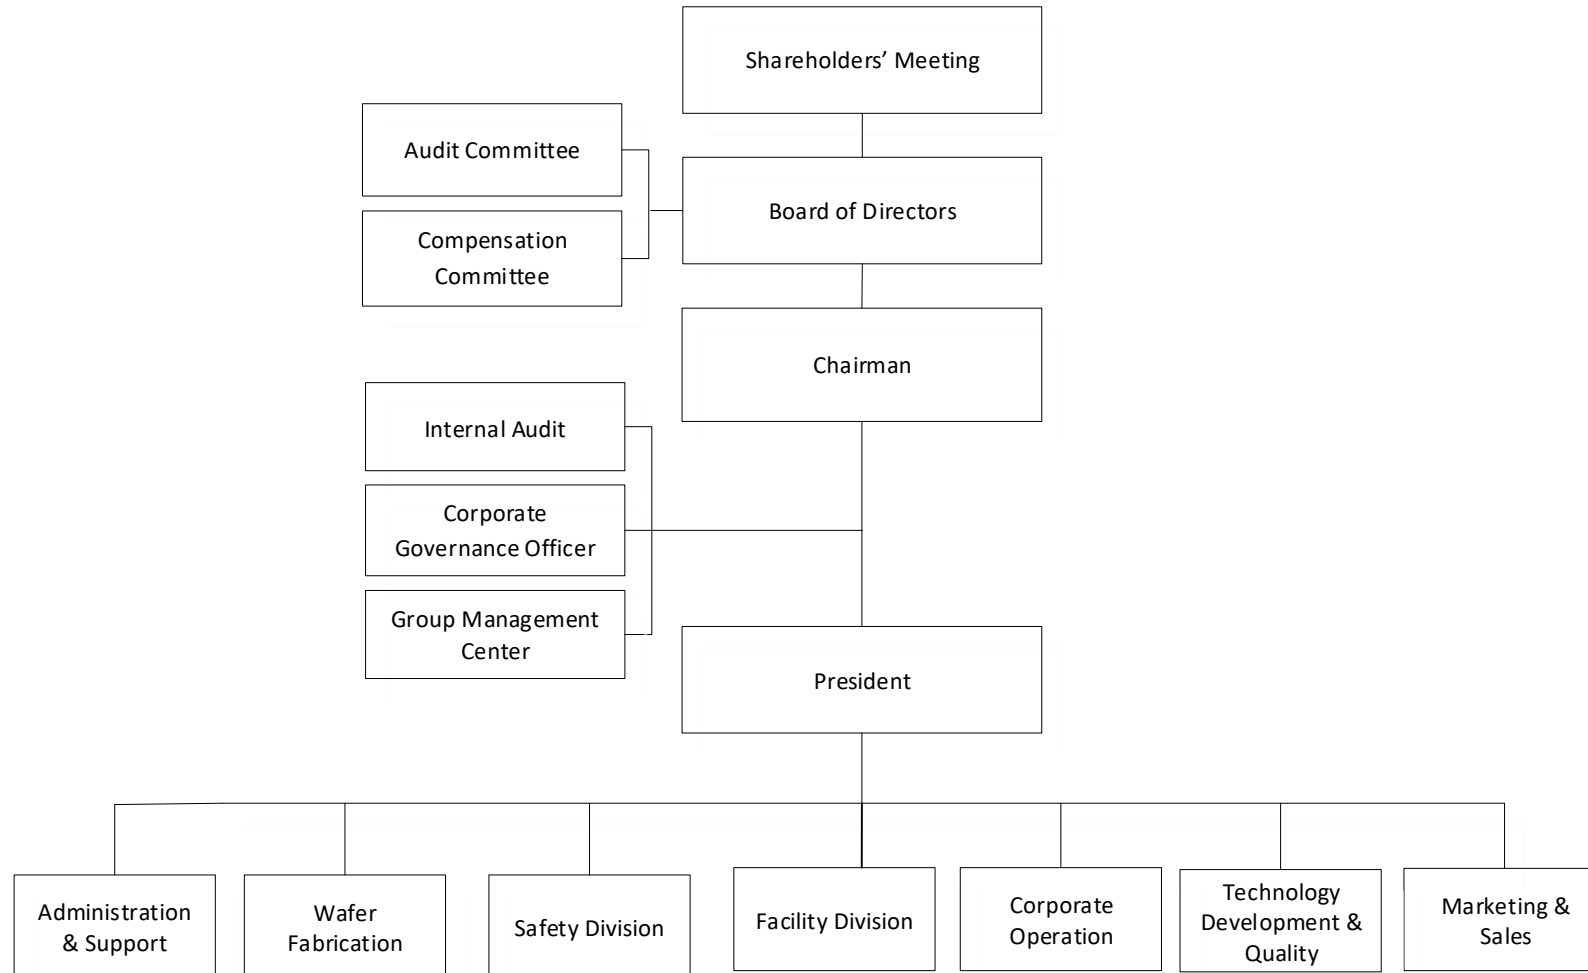 Shareholders’ Meeting
Audit Committee
Board of Directors
Compensation
Committee
Chairman
Internal Audit
Corporate
Governance Officer
Group Management
Center
President
Administration
& Support
Wafer
Fabrication
Safety Division
Facility Division
Corporate
Operation
Technology
Development &
Quality
Marketing &
Sales